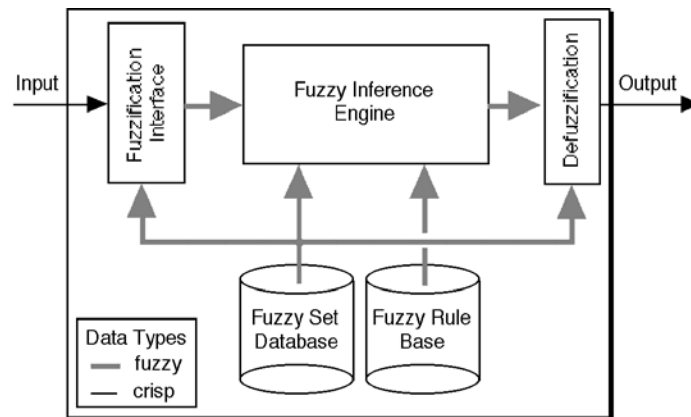 Input
Fuzzification
Interface
Fuzzy Inference
Engine
Defuzzification
Output
Fuzzy Set
Database
Fuzzy Rule
Base
Data Types
fuzzy
crisp